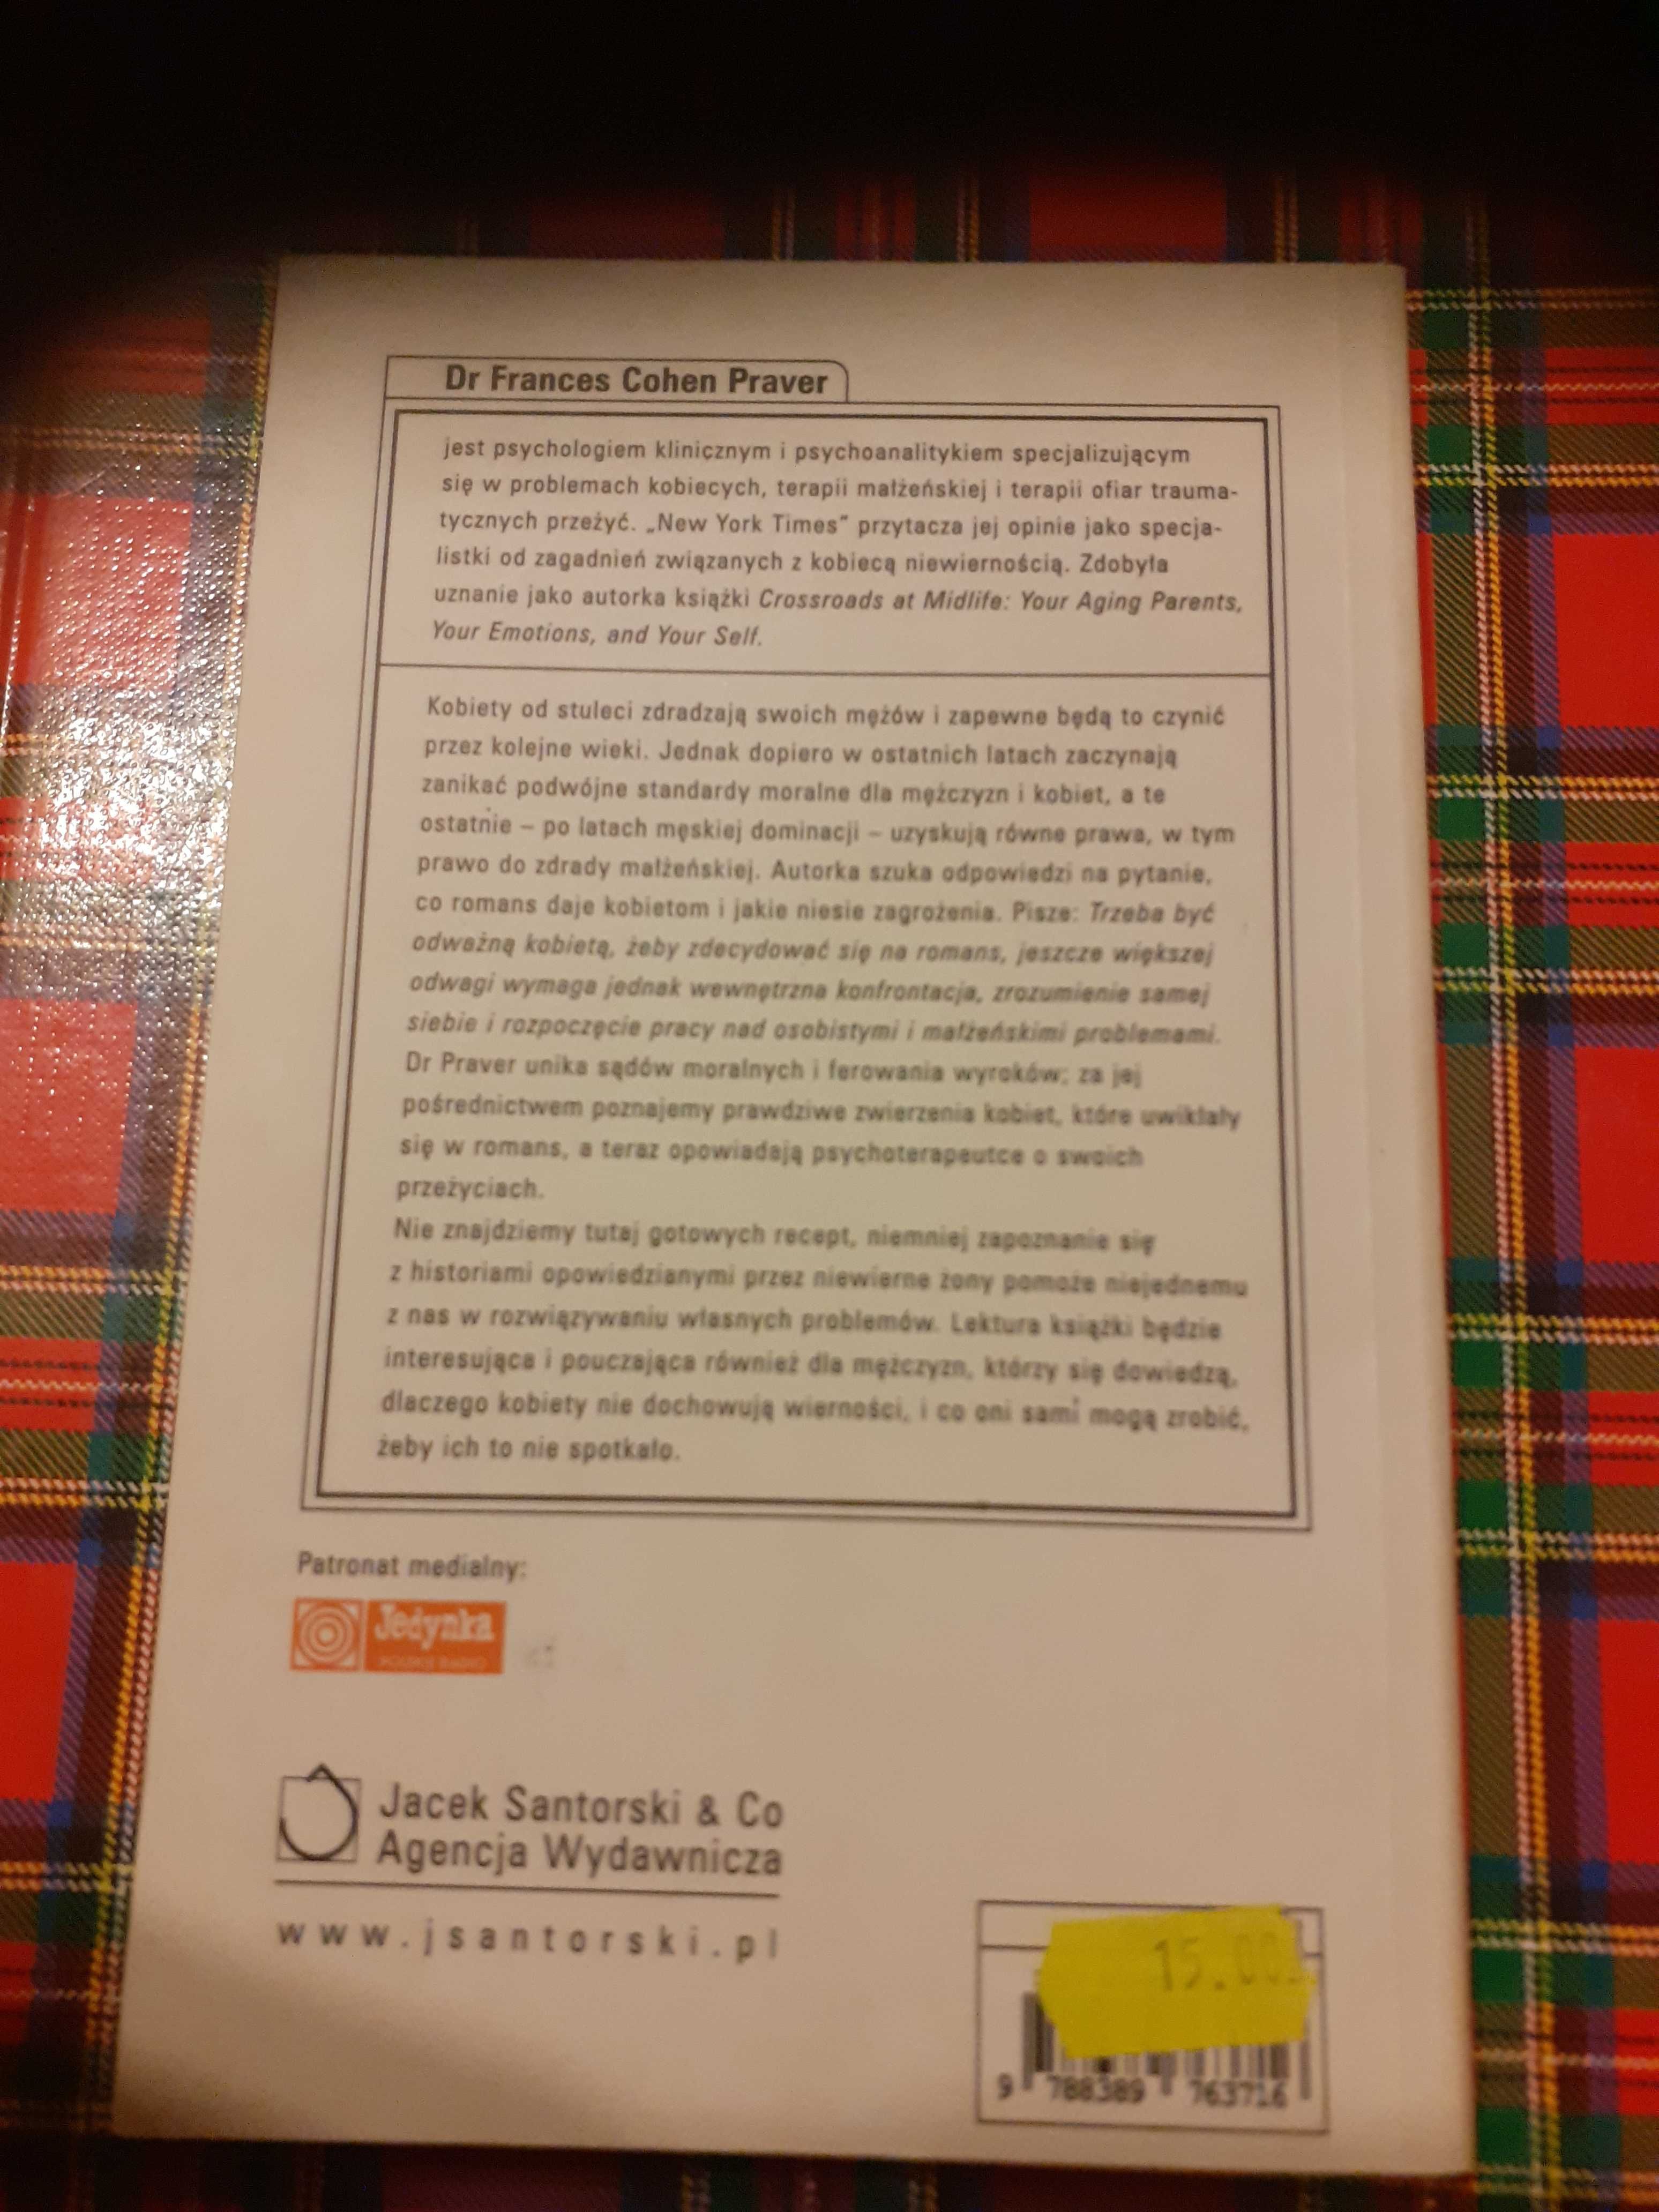 Dr Frances Cohen Praver
jest psychologiem klinicznym i psychoanalitykiem specjalizującym
się w problemach kobiecych, terapii małżeńskiej i terapii ofiar trauma-
tycznych przeżyć. „New York Times” przytacza jej opinie jako specja-
listki od zagadnień związanych z kobiecą niewiernością. Zdobyła
uznanie jako autorka książki Crossroads at Midlife: Your Aging Parents,
Your Emotions, and Your Self.
Kobiety od stuleci zdradzają swoich mężów i zapewne będą to czynić
przez kolejne wieki. Jednak dopiero w ostatnich latach zaczynają
zanikać podwójne standardy moralne dla mężczyzn i kobiet, a te
ostatnie – po latach męskiej dominacji – uzyskują równe prawa, w tym
prawo do zdrady małżeńskiej. Autorka szuka odpowiedzi na pytanie,
co romans daje kobietom i jakie niesie zagrożenia. Pisze: Trzeba być
odważną kobietą, żeby zdecydować się na romans, jeszcze większej
odwagi wymaga jednak wewnętrzna konfrontacja, zrozumienie samej
siebie i rozpoczęcie pracy nad osobistymi i małżeńskimi problemami.
Dr Praver unika sądów moralnych i ferowania wyroków; za jej
pośrednictwem poznajemy prawdziwe zwierzenia kobiet, które uwikłały
się w romans, a teraz opowiadają psychoterapeutce o swoich
przeżyciach.
Nie znajdziemy tutaj gotowych recept, niemniej zapoznanie się
z historiami opowiedzianymi przez niewierne żony pomoże niejednemu
z nas w rozwiązywaniu własnych problemów. Lektura książki będzie
interesująca i pouczająca również dla mężczyzn, którzy się dowiedzą,
dlaczego kobiety nie dochowują wierności, i co oni sami mogą zrobić,
żeby ich to nie spotkało.
Patronat medialny:
Jedynka
Jacek Santorski & Co
Agencja Wydawnicza
www.jsantorski.pl
15.00
9 788389 763716